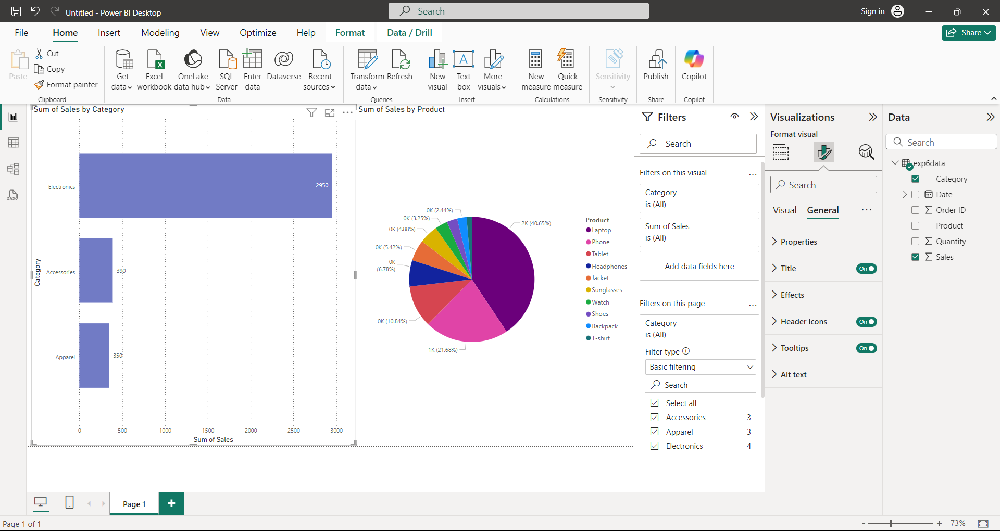 Untitled - Power BI Desktop
Search
Sign in
File
Home
Insert
Modeling
View
Optimize
Help
Format
Data / Drill
Share
Paste
Cut
Copy
Format painter
Clipboard
Get data
Excel workbook
OneLake data hub
SQL Server
Enter data
Dataverse
Recent sources
Data
Transform data
Refresh
Queries
New visual
Text box
More visuals
Insert
New measure
Quick measure
Calculations
Sensitivity
Sensitivity
Publish
Share
Copilot
Copilot
DAX
Sum of Sales by Category
Category
Electronics
2950
Accessories
390
Apparel
350
0
500
1000
1500
2000
2500
3000
Sum of Sales
Sum of Sales by Product
0K (2.44%)
0K (3.25%)
0K (4.88%)
0K (5.42%)
0K
(6.78%)
0K (10.84%)
1K (21.68%)
2K (40.65%)
Product
Laptop
Phone
Tablet
Headphones
Jacket
Sunglasses
Watch
Shoes
Backpack
T-shirt
Filters
Search
Filters on this visual
Category
is (All)
Sum of Sales
is (All)
Add data fields here
Filters on this page
Category
is (All)
Filter type
Basic filtering
Search
Select all
Accessories 3
Apparel 3
Electronics 4
Visualizations
Format visual
Search
Visual
General
Properties
Title On
Effects
Header icons On
Tooltips On
Alt text
Data
Search
exp6data
Category
Date
Order ID
Product
Quantity
Sales
Page 1
Page 1 of 1
- + 73%